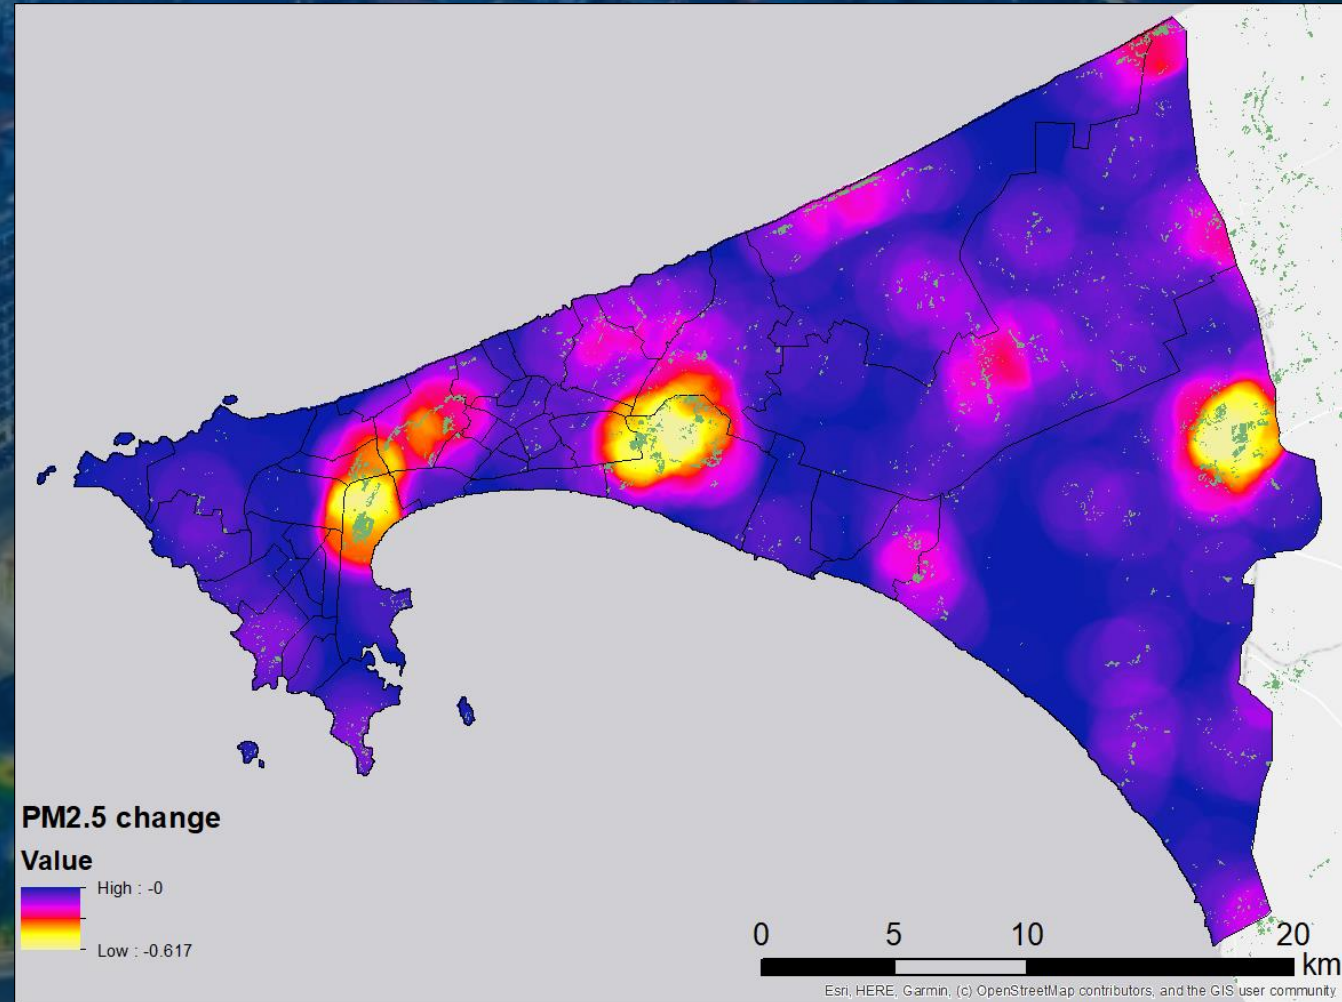 PM2.5 change
Value
High : -0
Low : -0.617
0 5 10 20
km
Esri, HERE, Garmin, (c) OpenStreetMap contributors, and the GIS user community